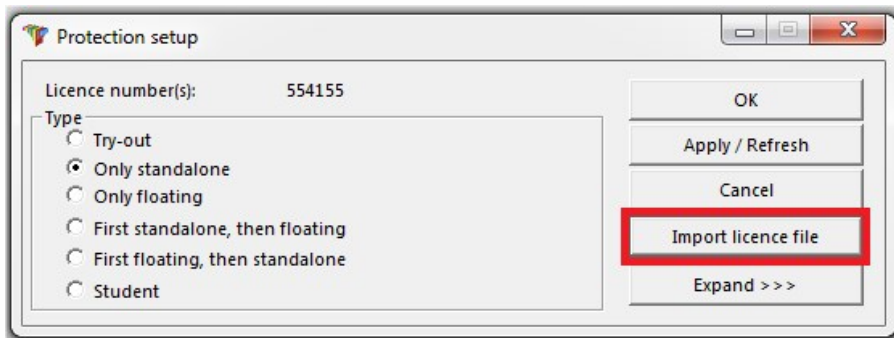 Protection setup
Licence number(s): 554155
Type
Try-out
Only standalone
Only floating
First standalone, then floating
First floating, then standalone
Student
OK
Apply / Refresh
Cancel
Import licence file
Expand >>>